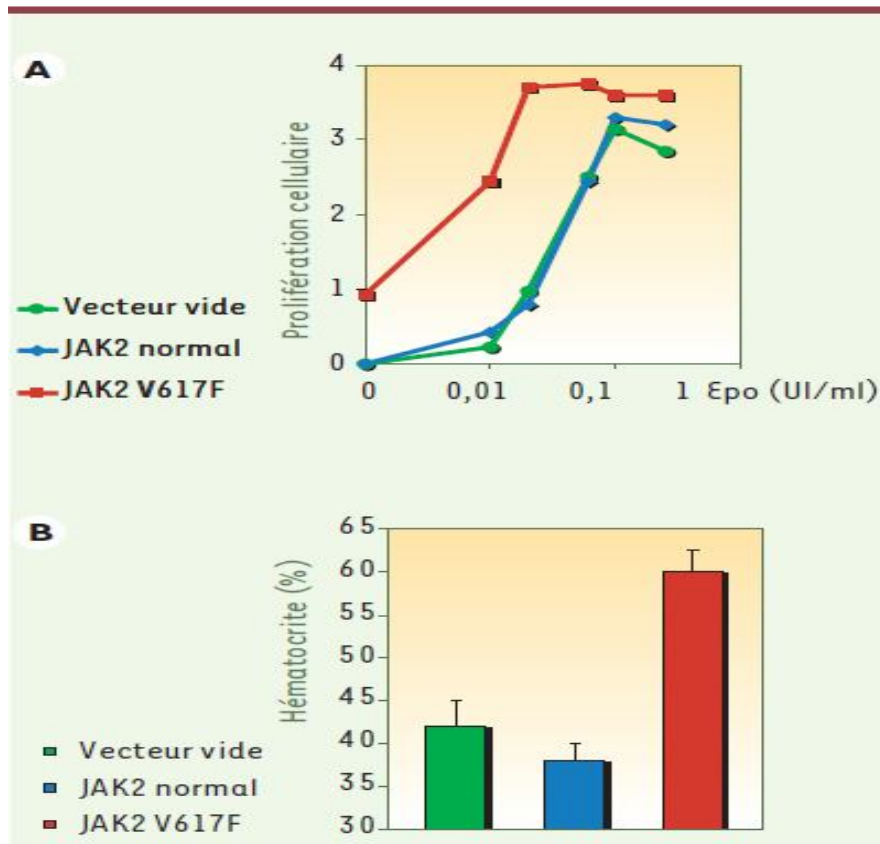 A
Prolifération cellulaire
4
3
2
1
0
0 0,01 0,1 1 Epo (UI/ml)
Vecteur vide
JAK2 normal
JAK2 V617F
B
Hématocrite (%)
65
60
55
50
45
40
35
30
Vecteur vide
JAK2 normal
JAK2 V617F